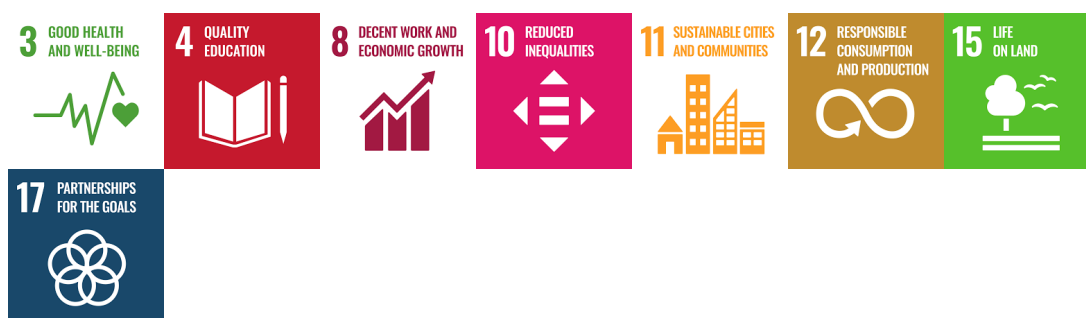 3 GOOD HEALTH
AND WELL-BEING
4 QUALITY
EDUCATION
8 DECENT WORK AND
ECONOMIC GROWTH
10 REDUCED
INEQUALITIES
11 SUSTAINABLE CITIES
AND COMMUNITIES
12 RESPONSIBLE
CONSUMPTION
AND PRODUCTION
15 LIFE
ON LAND
17 PARTNERSHIPS
FOR THE GOALS